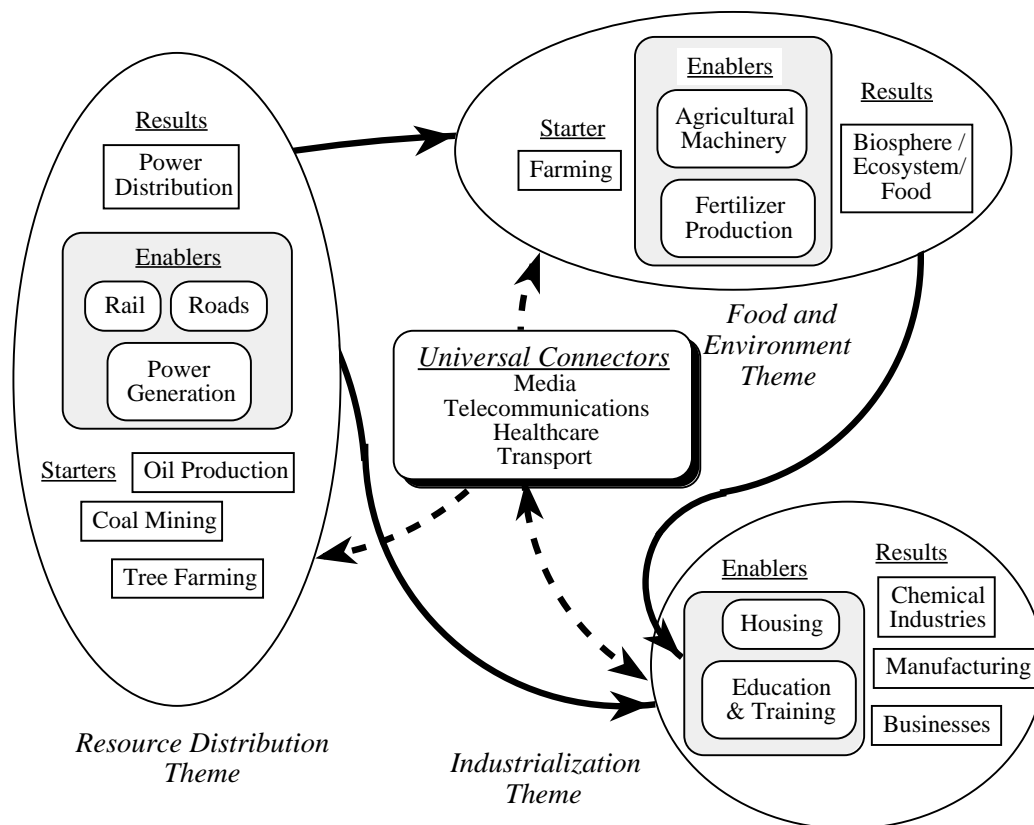 Results
Power
Distribution
Enablers
Rail
Roads
Power
Generation
Starters
Oil Production
Coal Mining
Tree Farming
Resource Distribution
Theme
Starter
Farming
Enablers
Agricultural
Machinery
Fertilizer
Production
Results
Biosphere /
Ecosystem/
Food
Food and
Environment
Theme
Universal Connectors
Media
Telecommunications
Healthcare
Transport
Enablers
Housing
Education
& Training
Results
Chemical
Industries
Manufacturing
Businesses
Industrialization
Theme